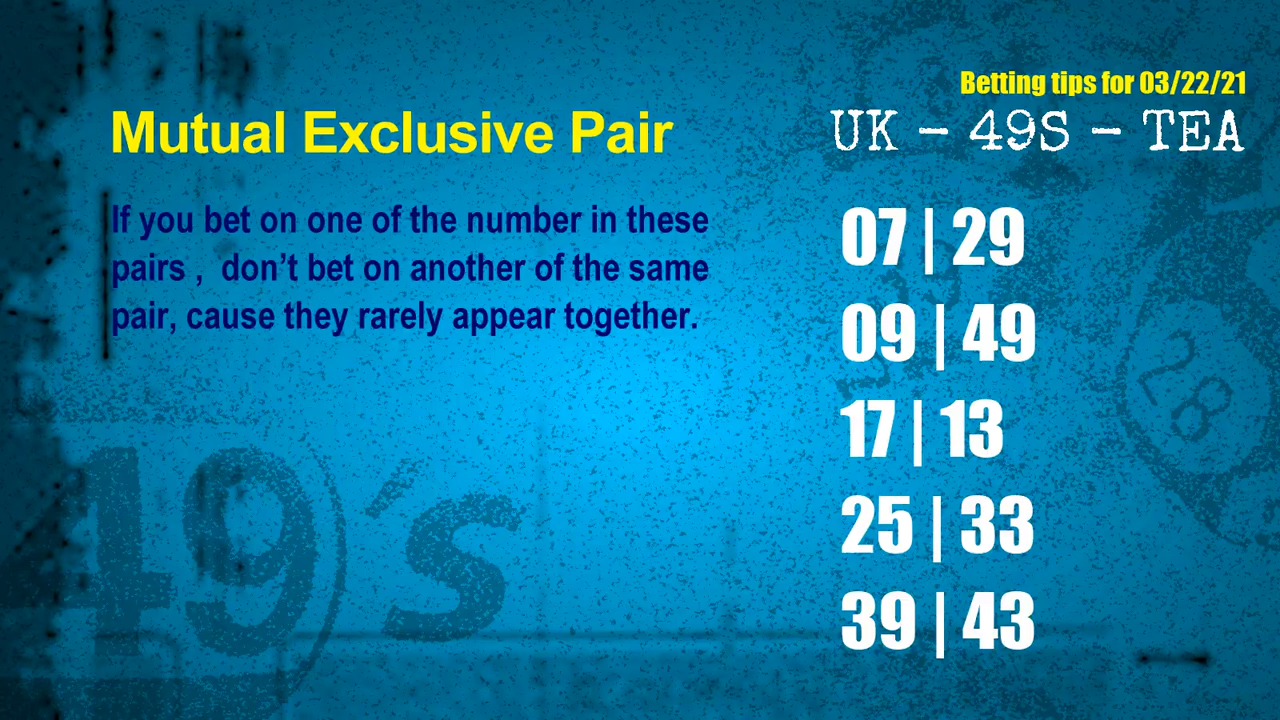 Betting tips for 03/22/21
Mutual Exclusive Pair
UK - 49S - TEA
If you bet on one of the number in these
pairs ,  don't bet on another of the same
pair, cause they rarely appear together.
07 | 29
09 | 49
17 | 13
25 | 33
39 | 43
49's
28